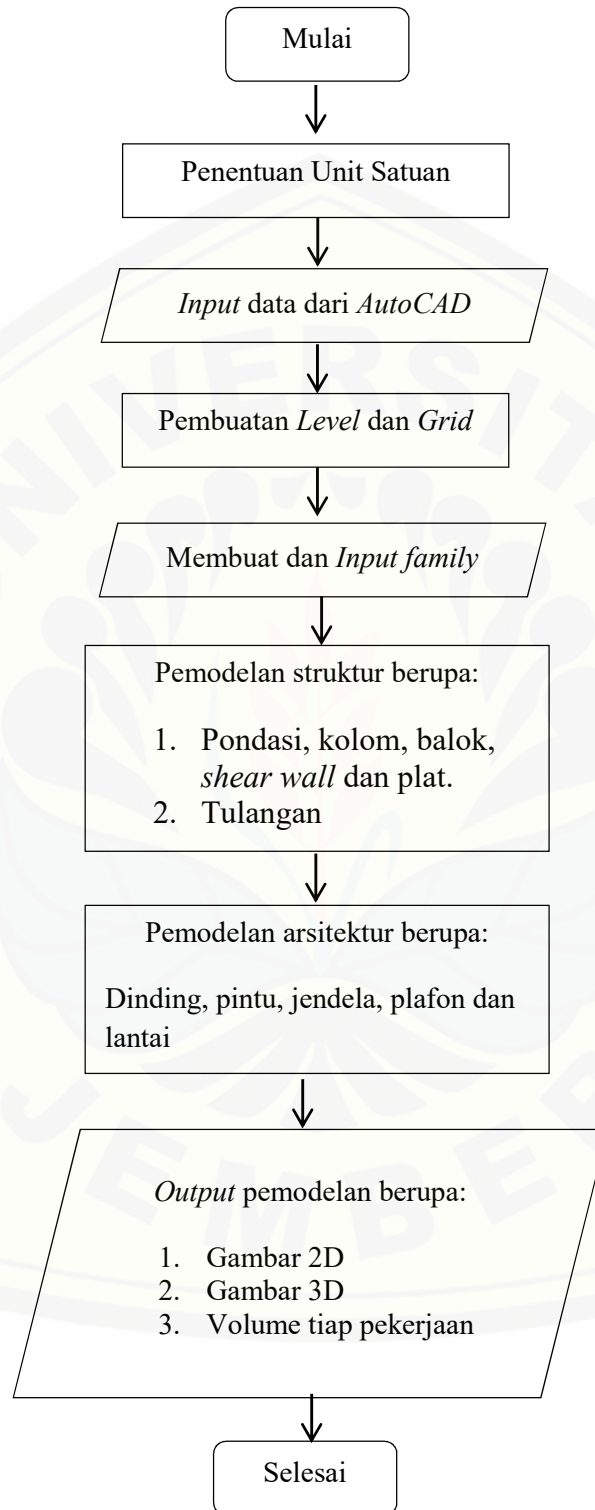 Mulai
Penentuan Unit Satuan
Input data dari AutoCAD
Pembuatan Level dan Grid
Membuat dan Input family
Pemodelan struktur berupa:
1. Pondasi, kolom, balok,
shear wall dan plat.
2. Tulangan
Pemodelan arsitektur berupa:
Dinding, pintu, jendela, plafon dan
lantai
Output pemodelan berupa:
1. Gambar 2D
2. Gambar 3D
3. Volume tiap pekerjaan
Selesai
UNIVERSITA
JEMBER